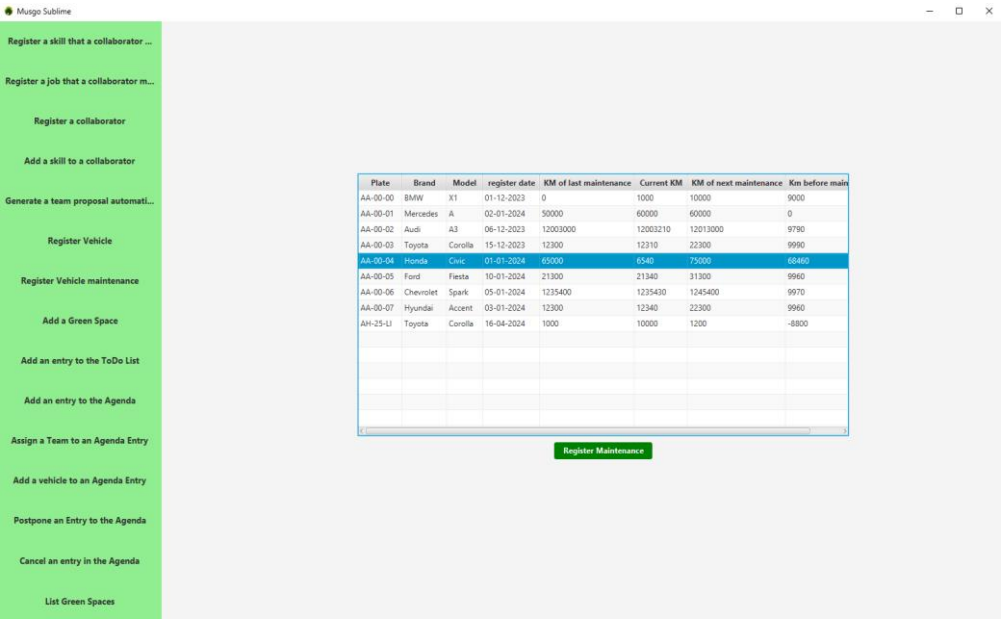 Musgo Sublime
Register a skill that a collaborator ...
Register a job that a collaborator m...
Register a collaborator
Add a skill to a collaborator
Generate a team proposal automati...
Register Vehicle
Register Vehicle maintenance
Add a Green Space
Add an entry to the ToDo List
Add an entry to the Agenda
Assign a Team to an Agenda Entry
Add a vehicle to an Agenda Entry
Postpone an Entry to the Agenda
Cancel an entry in the Agenda
List Green Spaces
Plate Brand Model register date KM of last maintenance Current KM KM of next maintenance Km before main
AA-00-00 BMW X1 01-12-2023 0 1000 10000 9000
AA-00-01 Mercedes A 02-01-2024 50000 60000 60000 0
AA-00-02 Audi A3 06-12-2023 12003000 12003210 12013000 9790
AA-00-03 Toyota Corolla 15-12-2023 12300 12310 22300 9990
AA-00-04 Honda Civic 01-01-2024 65000 6540 75000 68460
AA-00-05 Ford Fiesta 10-01-2024 21300 21340 31300 9960
AA-00-06 Chevrolet Spark 05-01-2024 1235400 1235430 1245400 9970
AA-00-07 Hyundai Accent 03-01-2024 12300 12340 22300 9960
AH-25-LI Toyota Corolla 16-04-2024 1000 10000 1200 -8800
Register Maintenance